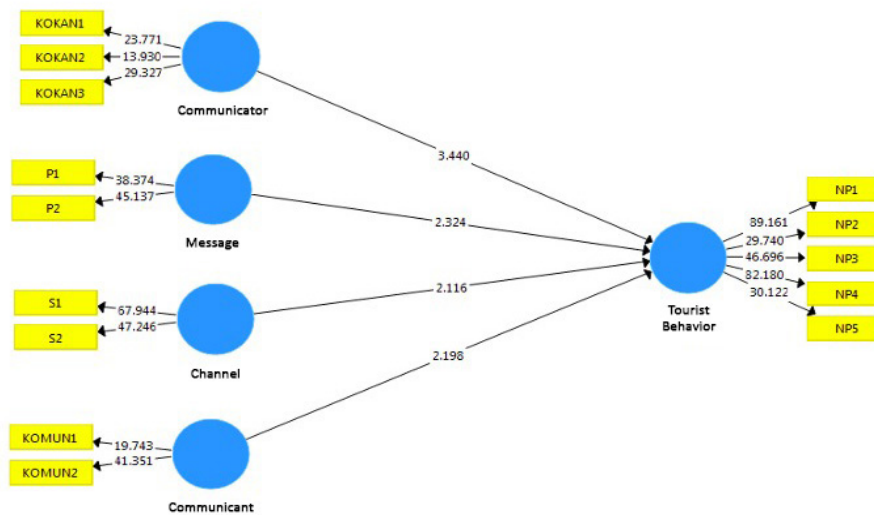 KOKAN1
23.771
KOKAN2
13.930
29.327
KOKAN3
Communicator
3.440
P1
38.374
P2
45.137
Message
2.324
NP1
89.161
NP2
29.740
NP3
46.696
82.180
NP4
30.122
NP5
Tourist
Behavior
S1
67.944
S2
47.246
Channel
2.116
2.198
KOMUN1
19.743
KOMUN2
41.351
Communicant